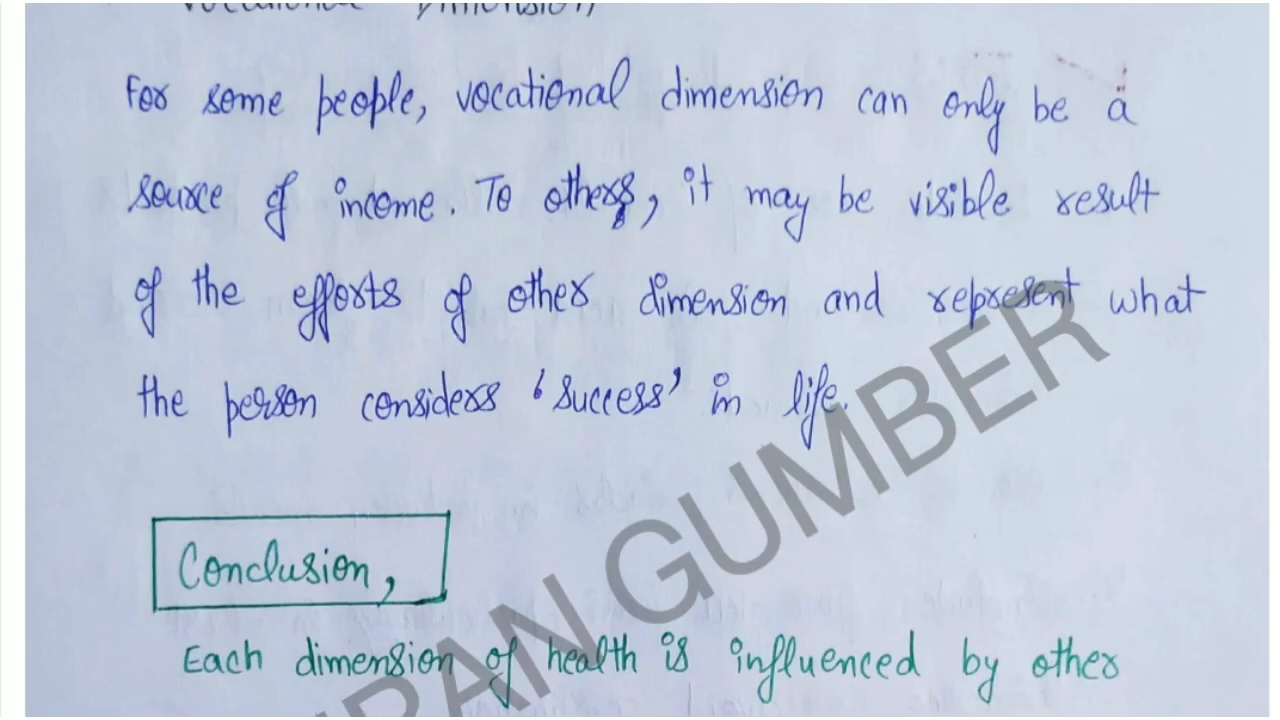 Vocational Dimension
For some people, vocational dimension can only be a
source of income. To others, it may be visible result
of the efforts of other dimension and represent what
the person considers 'Success' in life.
Conclusion,
Each dimension of health is influenced by other
GUMBER